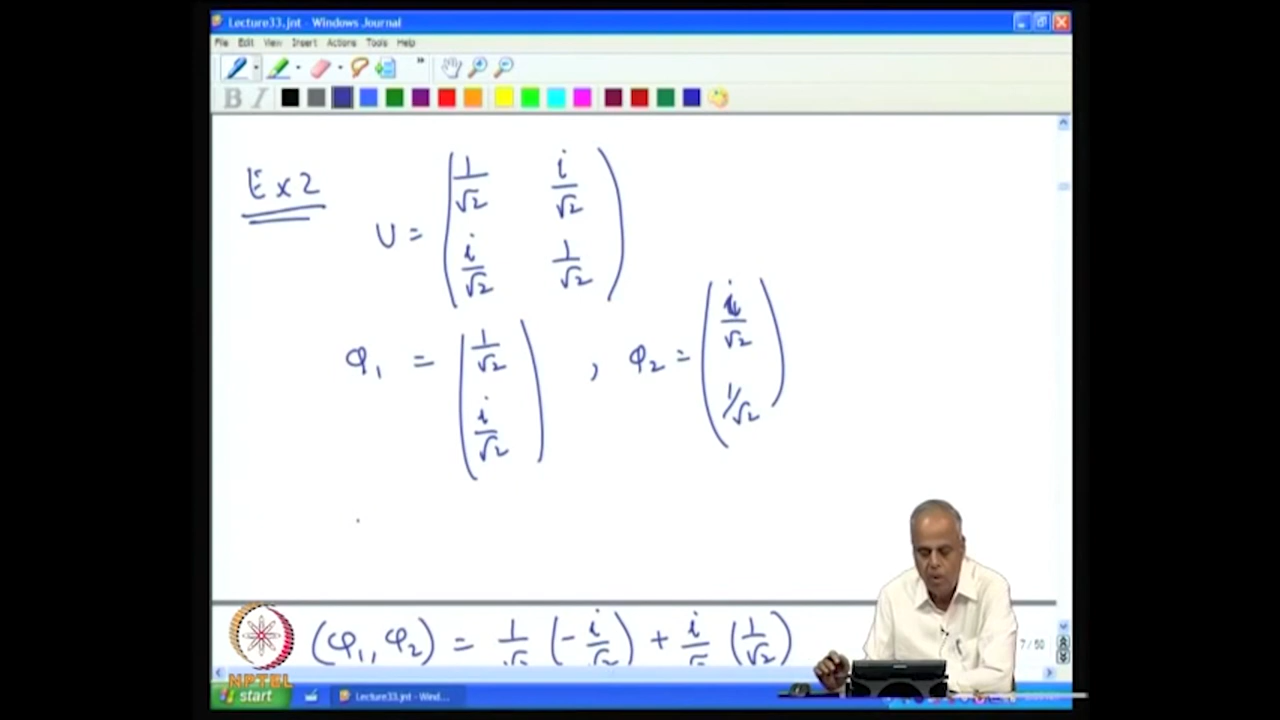 Lecture33.jnt - Windows Journal
File Edit View Insert Actions Tools Help
B I
Ex 2
U = ( 1/√2 i/√2
i/√2 1/√2 )
φ₁ = ( 1/√2
i/√2 ) , φ₂ = ( i/√2
1/√2 )
(φ₁, φ₂) = 1/√2 (-i/√2) + i/√2 (1/√2)
7 / 50
NPTEL
start Lecture33.jnt - Wind...